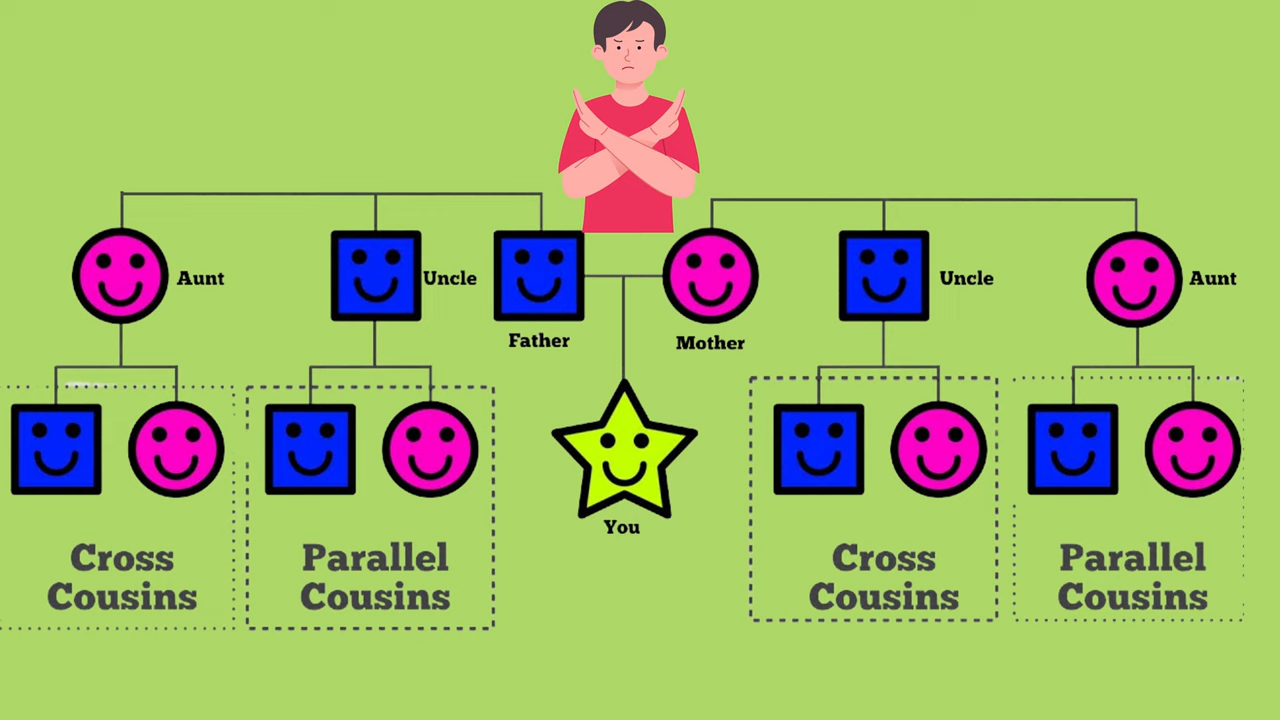 Aunt
Uncle
Uncle
Aunt
Father
Mother
You
Cross
Cousins
Parallel
Cousins
Cross
Cousins
Parallel
Cousins